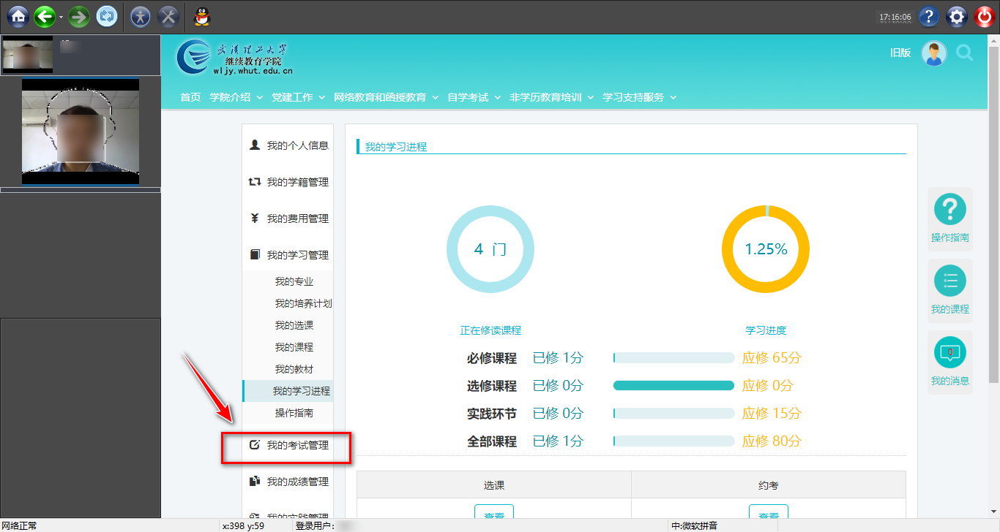 17:16:06
武汉理工大学
继续教育学院
wljy.whut.edu.cn
旧版
首页 学院介绍 党建工作 网络教育和函授教育 自学考试 非学历教育培训 学习支持服务
我的个人信息
我的学籍管理
我的费用管理
我的学习管理
我的专业
我的培养计划
我的选课
我的课程
我的教材
我的学习进程
操作指南
我的考试管理
我的成绩管理
我的实践管理
我的学习进程
4 门
1.25%
正在修读课程
学习进度
必修课程 已修 1分 应修 65分
选修课程 已修 0分 应修 0分
实践环节 已修 0分 应修 15分
全部课程 已修 1分 应修 80分
选课 约考
查看 查看
操作指南
我的课程
0
我的消息
网络正常 x:398 y:59 登录用户: 中:微软拼音